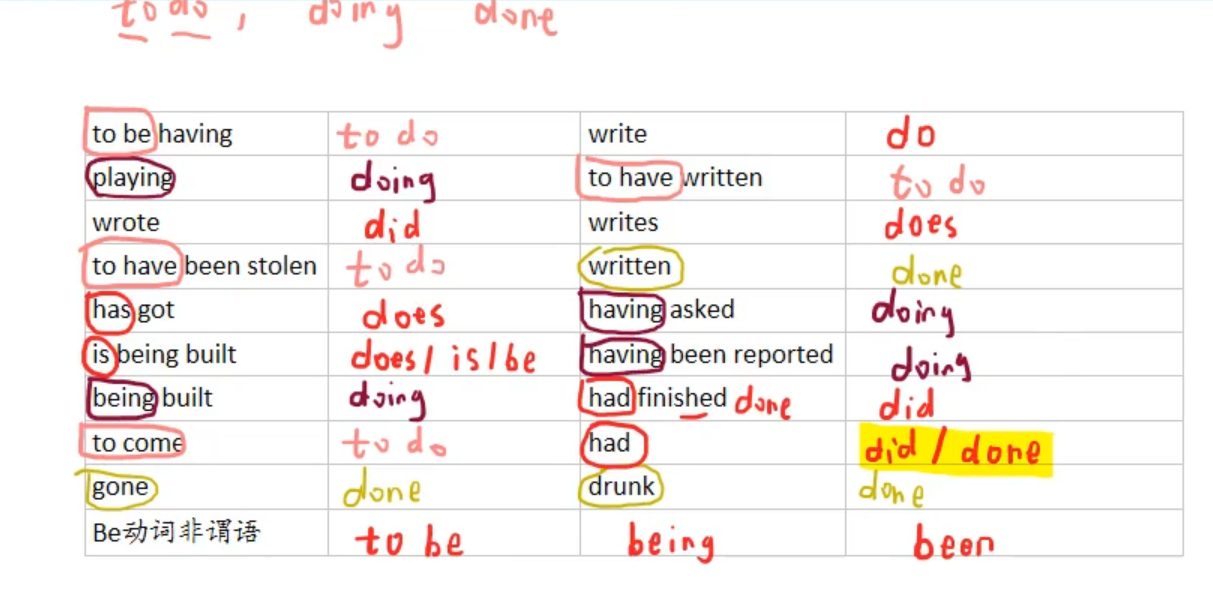 to do, doing done
to be having to do write do
playing doing to have written to do
wrote did writes does
to have been stolen to do written done
has got does having asked doing
is being built does / is / be having been reported doing
being built doing had finished done did
to come to do had did / done
gone done drunk done
Be动词非谓语 to be being been